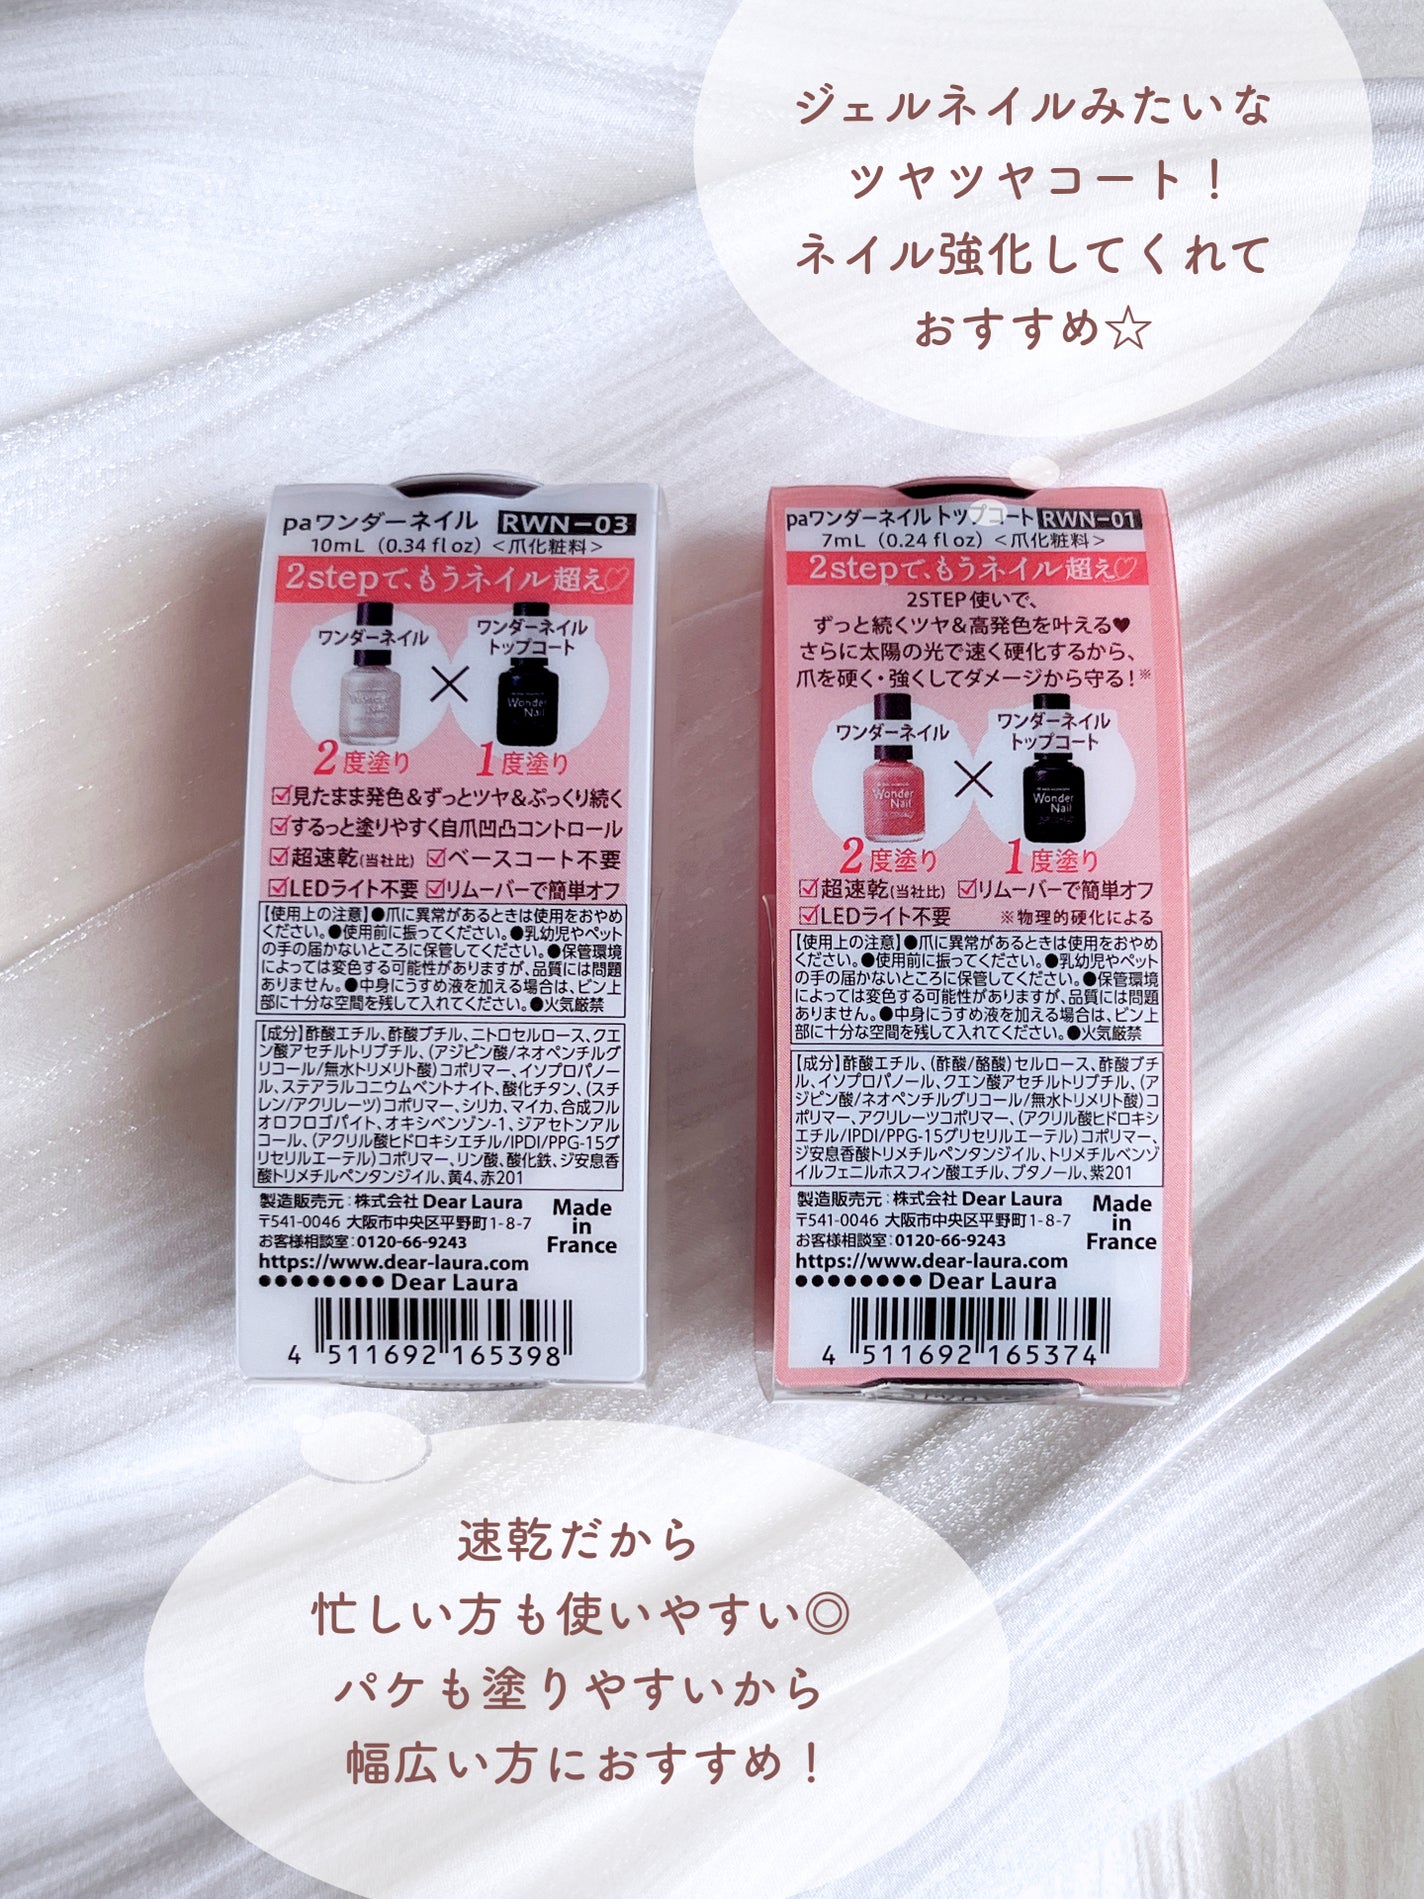 ジェルネイルみたいな
ツヤツヤコート！
ネイル強化してくれて
おすすめ☆
paワンダーネイル RWN-03
10mL（0.34 fl oz）＜爪化粧料＞
2stepで、もうネイル超え♡
ワンダーネイル
ワンダーネイル
トップコート
×
Wonder
Nail
Wonder
Nail
2度塗り 1度塗り
☑見たまま発色＆ずっとツヤ＆ぷっくり続く
☑するっと塗りやすく自爪凹凸コントロール
☑超速乾(当社比) ☑ベースコート不要
☑LEDライト不要 ☑リムーバーで簡単オフ
【使用上の注意】●爪に異常があるときは使用をおやめ
ください。●使用前に振ってください。●乳幼児やペット
の手の届かないところに保管してください。●保管環境
によっては変色する可能性がありますが、品質には問題
ありません。●中身にうすめ液を加える場合は、ビン上
部に十分な空間を残して入れてください。●火気厳禁
【成分】酢酸エチル、酢酸ブチル、ニトロセルロース、クエ
ン酸アセチルトリブチル、（アジピン酸/ネオペンチルグ
リコール/無水トリメリト酸）コポリマー、イソプロパノー
ル、ステアラルコニウムベントナイト、酸化チタン、（スチ
レン/アクリレーツ）コポリマー、シリカ、マイカ、合成フル
オロフロゴパイト、オキシベンゾン-1、ジアセトンアル
コール、（アクリル酸ヒドロキシエチル/IPDI/PPG-15グ
リセリルエーテル）コポリマー、リン酸、酸化鉄、ジ安息香
酸トリメチルペンタンジイル、黄4、赤201
製造販売元：株式会社 Dear Laura
〒541-0046 大阪市中央区平野町1-8-7
お客様相談室：0120-66-9243
https://www.dear-laura.com
●●●●●●●● Dear Laura
Made
in
France
4 511692 165398
paワンダーネイル トップコート RWN-01
7mL（0.24 fl oz）＜爪化粧料＞
2stepで、もうネイル超え♡
2STEP使いで、
ずっと続くツヤ＆高発色を叶える♥
さらに太陽の光で速く硬化するから、
爪を硬く・強くしてダメージから守る！※
ワンダーネイル
ワンダーネイル
トップコート
×
Wonder
Nail
Wonder
Nail
2度塗り 1度塗り
☑超速乾(当社比) ☑リムーバーで簡単オフ
☑LEDライト不要 ※物理的硬化による
【使用上の注意】●爪に異常があるときは使用をおやめ
ください。●使用前に振ってください。●乳幼児やペット
の手の届かないところに保管してください。●保管環境
によっては変色する可能性がありますが、品質には問題
ありません。●中身にうすめ液を加える場合は、ビン上
部に十分な空間を残して入れてください。●火気厳禁
【成分】酢酸エチル、（酢酸/酪酸）セルロース、酢酸ブチ
ル、イソプロパノール、クエン酸アセチルトリブチル、（ア
ジピン酸/ネオペンチルグリコール/無水トリメリト酸）コ
ポリマー、アクリレーツコポリマー、（アクリル酸ヒドロキシ
エチル/IPDI/PPG-15グリセリルエーテル）コポリマー、
ジ安息香酸トリメチルペンタンジイル、トリメチルベンゾ
イルフェニルホスフィン酸エチル、ブタノール、紫201
製造販売元：株式会社 Dear Laura
〒541-0046 大阪市中央区平野町1-8-7
お客様相談室：0120-66-9243
https://www.dear-laura.com
●●●●●●●● Dear Laura
Made
in
France
4 511692 165374
速乾だから
忙しい方も使いやすい◎
パケも塗りやすいから
幅広い方におすすめ！